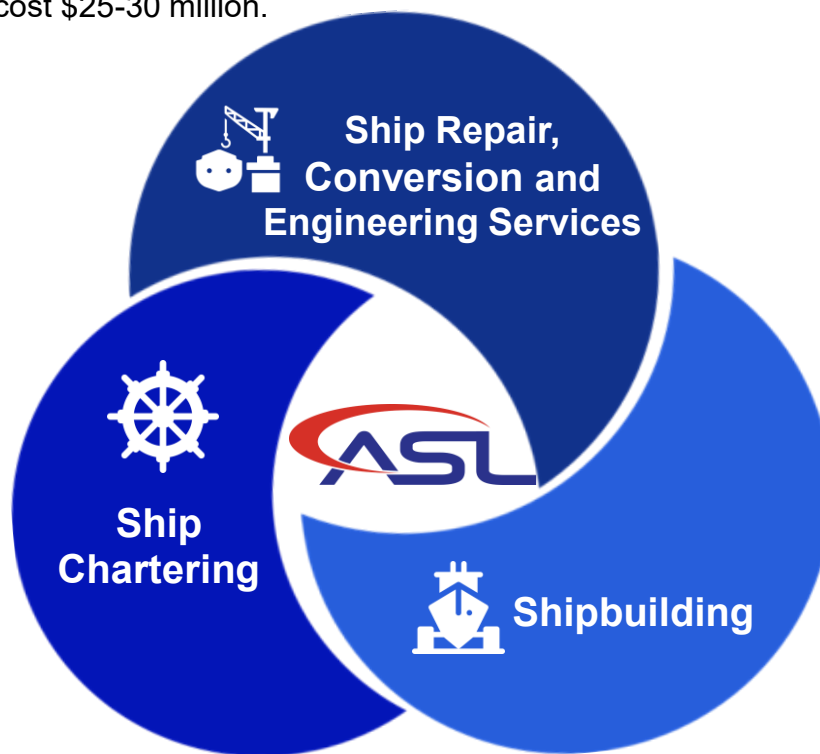 cost $25-30 million.
Ship Repair,
Conversion and
Engineering Services
ASL
Ship
Chartering
Shipbuilding